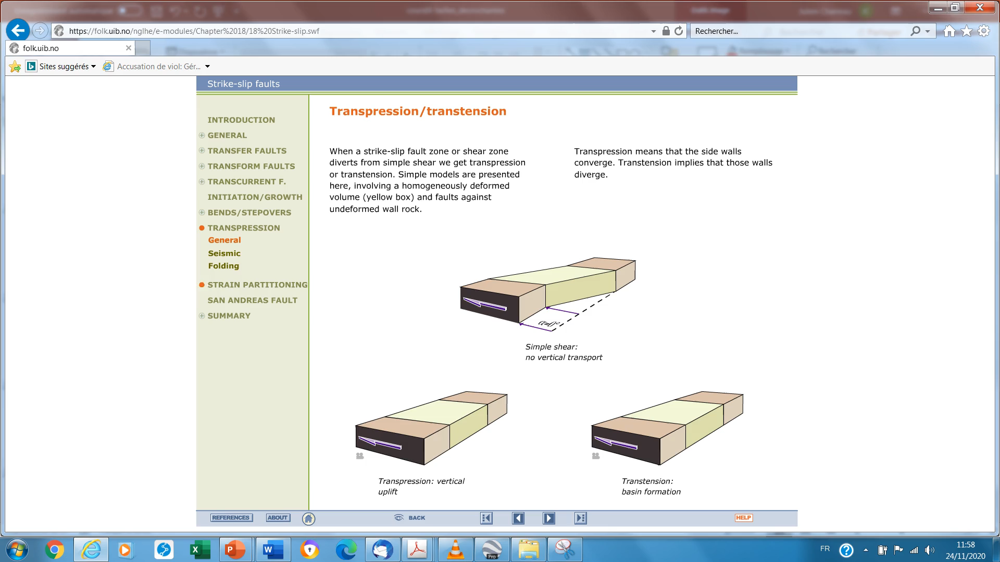 https://folk.uib.no/nglhe/e-modules/Chapter%2018/18%20Strike-slip.swf
Rechercher...
folk.uib.no
Sites suggérés
Accusation de viol: Gér...
Strike-slip faults
INTRODUCTION
GENERAL
TRANSFER FAULTS
TRANSFORM FAULTS
TRANSCURRENT F.
INITIATION/GROWTH
BENDS/STEPOVERS
TRANSPRESSION
General
Seismic
Folding
STRAIN PARTITIONING
SAN ANDREAS FAULT
SUMMARY
Transpression/transtension
When a strike-slip fault zone or shear zone
diverts from simple shear we get transpression
or transtension. Simple models are presented
here, involving a homogeneously deformed
volume (yellow box) and faults against
undeformed wall rock.
Transpression means that the side walls
converge. Transtension implies that those walls
diverge.
α=0°
Simple shear:
no vertical transport
Transpression: vertical
uplift
Transtension:
basin formation
REFERENCES
ABOUT
BACK
HELP
Pro
FR
11:58
24/11/2020